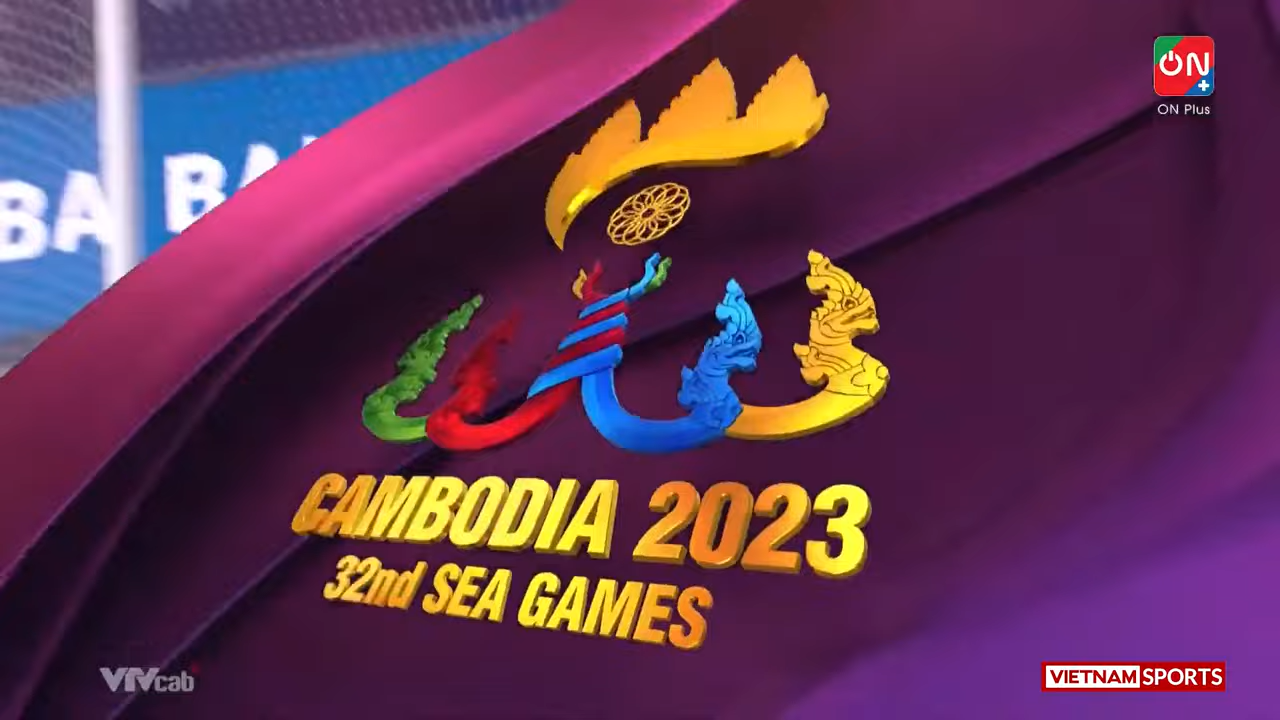 ON
ON Plus
BA BA
CAMBODIA 2023
32nd SEA GAMES
VTVcab
VIETNAM SPORTS